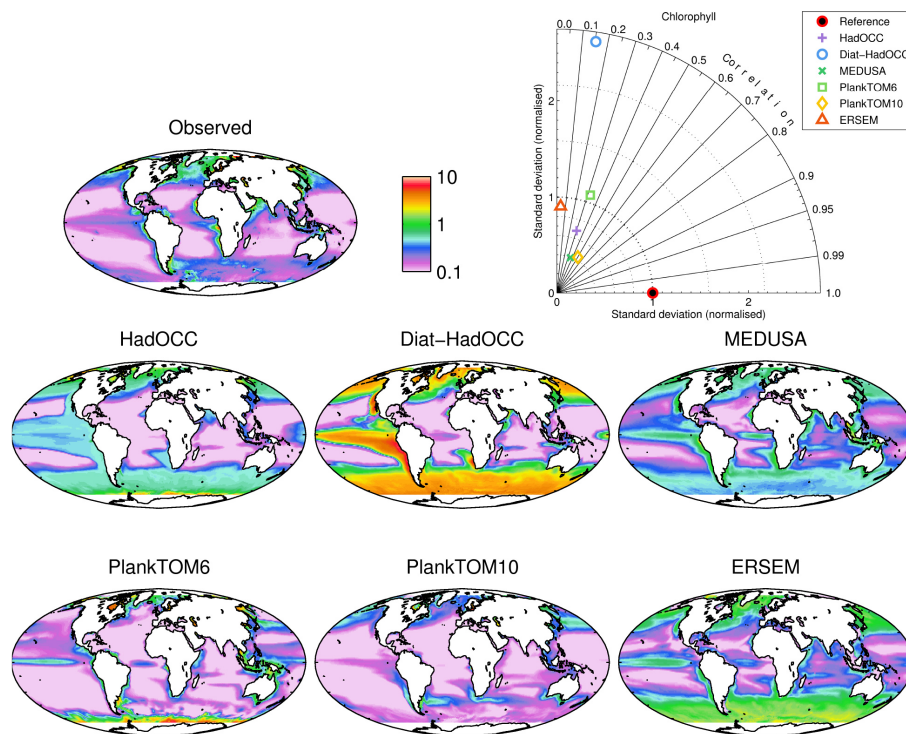 Chlorophyll
0.0 0.1 0.2 0.3 0.4 0.5 0.6 0.7 0.8 0.9 0.95 0.99 1.0
Correlation
Reference
HadOCC
Diat-HadOCC
MEDUSA
PlankTOM6
PlankTOM10
ERSEM
Standard deviation (normalised)
2
1
0
0 1 2
Standard deviation (normalised)
Observed
10
1
0.1
HadOCC Diat-HadOCC MEDUSA
PlankTOM6 PlankTOM10 ERSEM